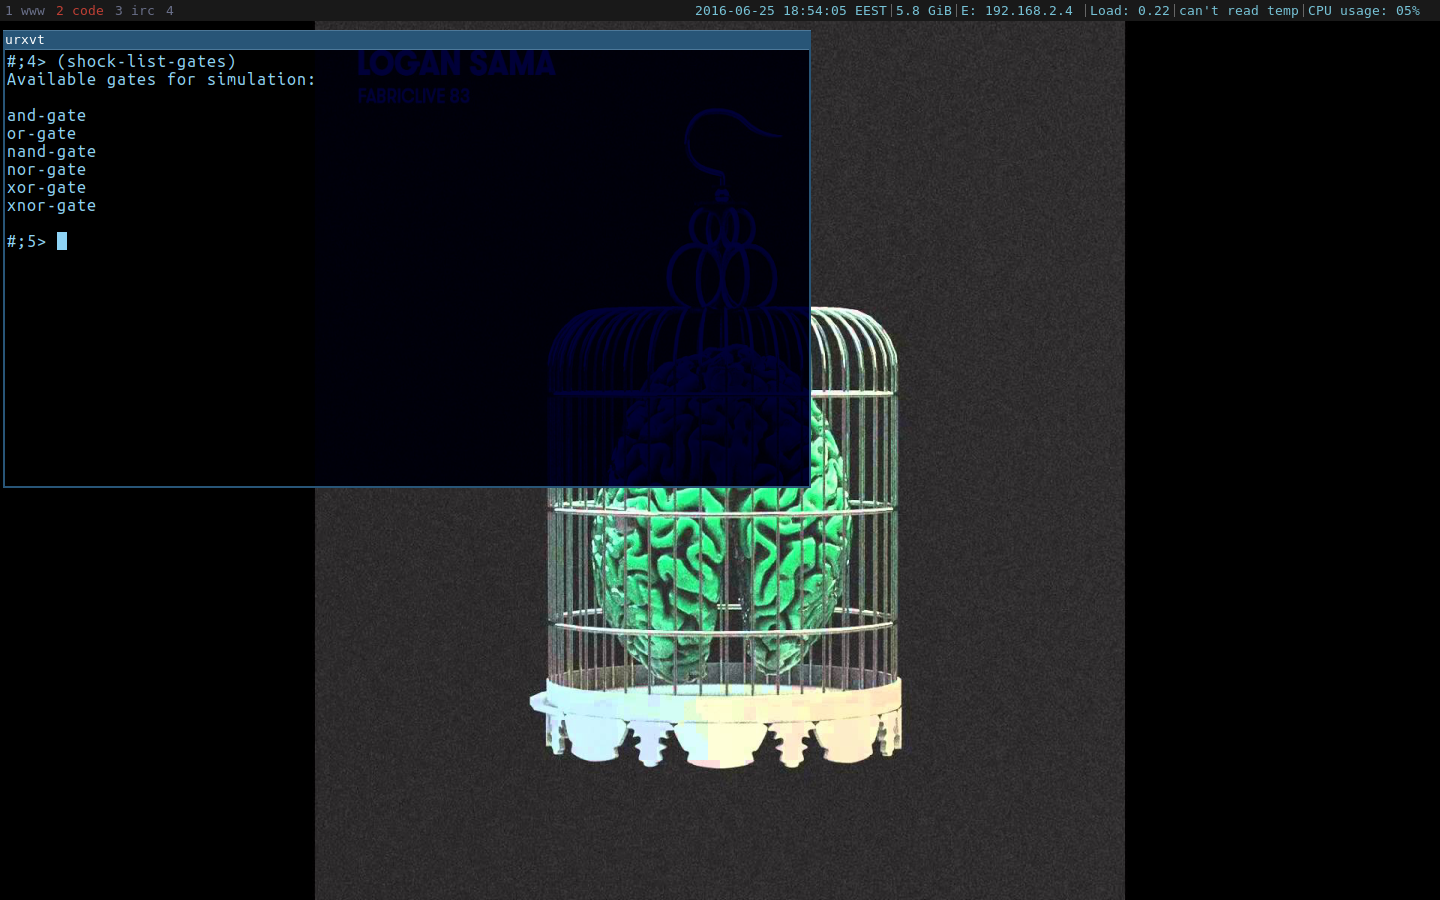 1 www 2 code 3 irc 4
2016-06-25 18:54:05 EEST|5.8 GiB|E: 192.168.2.4 |Load: 0.22|can't read temp|CPU usage: 05%
urxvt
#;4> (shock-list-gates)
Available gates for simulation:
and-gate
or-gate
nand-gate
nor-gate
xor-gate
xnor-gate
#;5>
LOGAN SAMA
FABRICLIVE 83